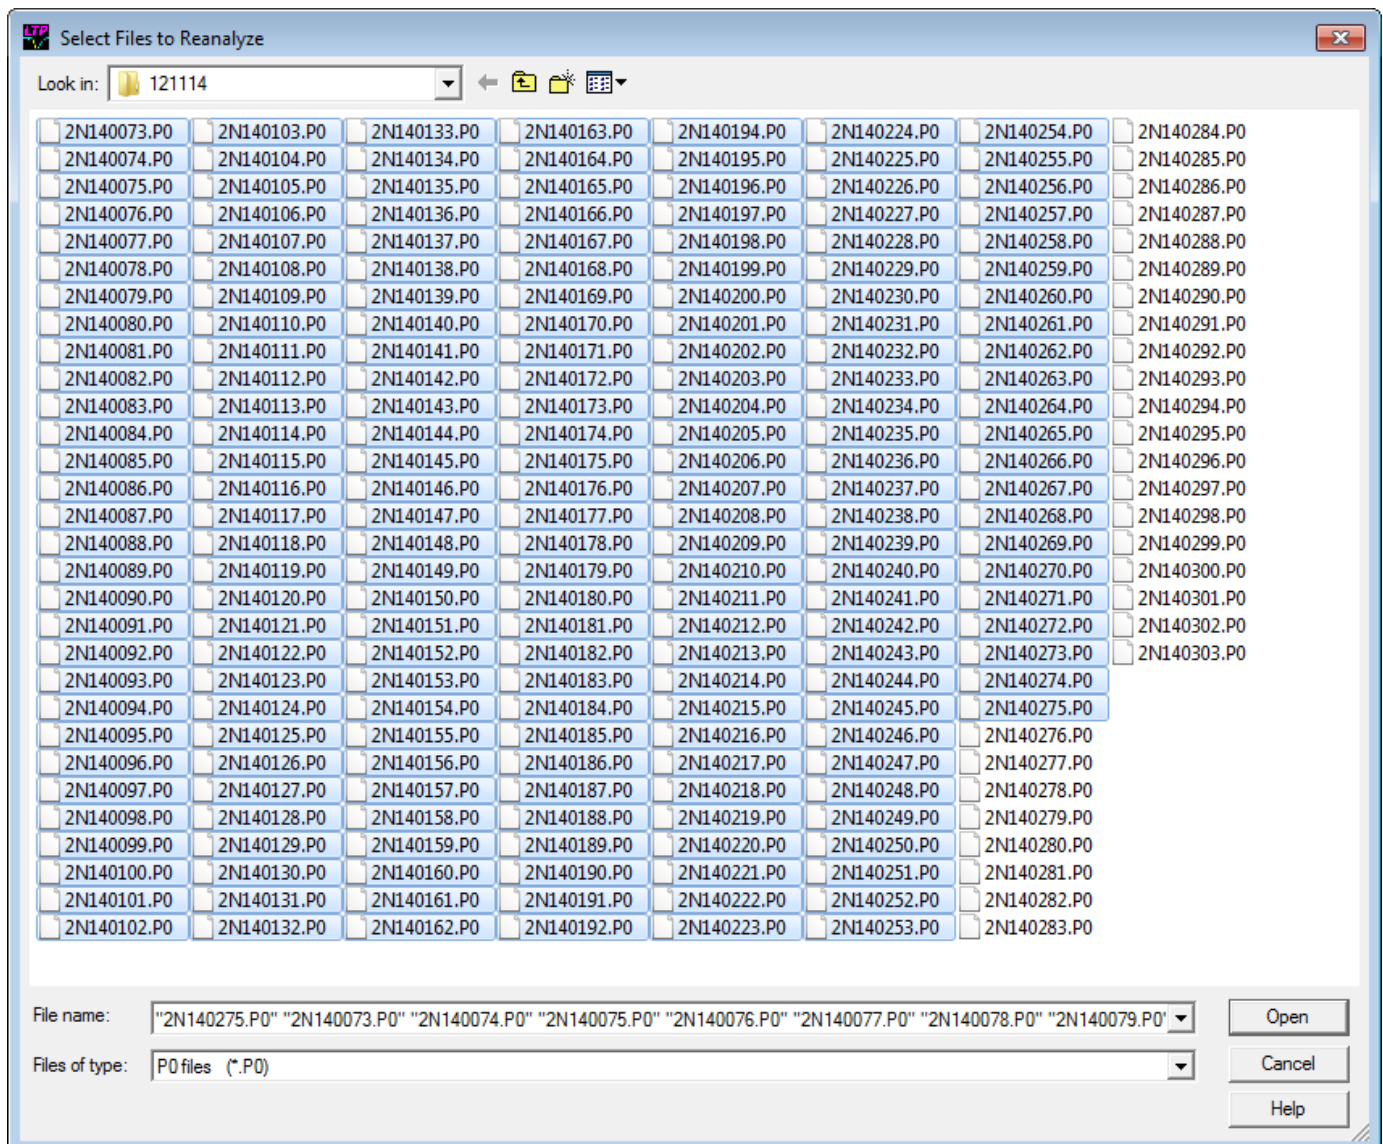 LTP
Select Files to Reanalyze
Look in: 121114
2N140073.P0 2N140103.P0 2N140133.P0 2N140163.P0 2N140194.P0 2N140224.P0 2N140254.P0 2N140284.P0
2N140074.P0 2N140104.P0 2N140134.P0 2N140164.P0 2N140195.P0 2N140225.P0 2N140255.P0 2N140285.P0
2N140075.P0 2N140105.P0 2N140135.P0 2N140165.P0 2N140196.P0 2N140226.P0 2N140256.P0 2N140286.P0
2N140076.P0 2N140106.P0 2N140136.P0 2N140166.P0 2N140197.P0 2N140227.P0 2N140257.P0 2N140287.P0
2N140077.P0 2N140107.P0 2N140137.P0 2N140167.P0 2N140198.P0 2N140228.P0 2N140258.P0 2N140288.P0
2N140078.P0 2N140108.P0 2N140138.P0 2N140168.P0 2N140199.P0 2N140229.P0 2N140259.P0 2N140289.P0
2N140079.P0 2N140109.P0 2N140139.P0 2N140169.P0 2N140200.P0 2N140230.P0 2N140260.P0 2N140290.P0
2N140080.P0 2N140110.P0 2N140140.P0 2N140170.P0 2N140201.P0 2N140231.P0 2N140261.P0 2N140291.P0
2N140081.P0 2N140111.P0 2N140141.P0 2N140171.P0 2N140202.P0 2N140232.P0 2N140262.P0 2N140292.P0
2N140082.P0 2N140112.P0 2N140142.P0 2N140172.P0 2N140203.P0 2N140233.P0 2N140263.P0 2N140293.P0
2N140083.P0 2N140113.P0 2N140143.P0 2N140173.P0 2N140204.P0 2N140234.P0 2N140264.P0 2N140294.P0
2N140084.P0 2N140114.P0 2N140144.P0 2N140174.P0 2N140205.P0 2N140235.P0 2N140265.P0 2N140295.P0
2N140085.P0 2N140115.P0 2N140145.P0 2N140175.P0 2N140206.P0 2N140236.P0 2N140266.P0 2N140296.P0
2N140086.P0 2N140116.P0 2N140146.P0 2N140176.P0 2N140207.P0 2N140237.P0 2N140267.P0 2N140297.P0
2N140087.P0 2N140117.P0 2N140147.P0 2N140177.P0 2N140208.P0 2N140238.P0 2N140268.P0 2N140298.P0
2N140088.P0 2N140118.P0 2N140148.P0 2N140178.P0 2N140209.P0 2N140239.P0 2N140269.P0 2N140299.P0
2N140089.P0 2N140119.P0 2N140149.P0 2N140179.P0 2N140210.P0 2N140240.P0 2N140270.P0 2N140300.P0
2N140090.P0 2N140120.P0 2N140150.P0 2N140180.P0 2N140211.P0 2N140241.P0 2N140271.P0 2N140301.P0
2N140091.P0 2N140121.P0 2N140151.P0 2N140181.P0 2N140212.P0 2N140242.P0 2N140272.P0 2N140302.P0
2N140092.P0 2N140122.P0 2N140152.P0 2N140182.P0 2N140213.P0 2N140243.P0 2N140273.P0 2N140303.P0
2N140093.P0 2N140123.P0 2N140153.P0 2N140183.P0 2N140214.P0 2N140244.P0 2N140274.P0
2N140094.P0 2N140124.P0 2N140154.P0 2N140184.P0 2N140215.P0 2N140245.P0 2N140275.P0
2N140095.P0 2N140125.P0 2N140155.P0 2N140185.P0 2N140216.P0 2N140246.P0 2N140276.P0
2N140096.P0 2N140126.P0 2N140156.P0 2N140186.P0 2N140217.P0 2N140247.P0 2N140277.P0
2N140097.P0 2N140127.P0 2N140157.P0 2N140187.P0 2N140218.P0 2N140248.P0 2N140278.P0
2N140098.P0 2N140128.P0 2N140158.P0 2N140188.P0 2N140219.P0 2N140249.P0 2N140279.P0
2N140099.P0 2N140129.P0 2N140159.P0 2N140189.P0 2N140220.P0 2N140250.P0 2N140280.P0
2N140100.P0 2N140130.P0 2N140160.P0 2N140190.P0 2N140221.P0 2N140251.P0 2N140281.P0
2N140101.P0 2N140131.P0 2N140161.P0 2N140191.P0 2N140222.P0 2N140252.P0 2N140282.P0
2N140102.P0 2N140132.P0 2N140162.P0 2N140192.P0 2N140223.P0 2N140253.P0 2N140283.P0
File name: "2N140275.P0" "2N140073.P0" "2N140074.P0" "2N140075.P0" "2N140076.P0" "2N140077.P0" "2N140078.P0" "2N140079.P0" Open
Files of type: P0 files (*.P0) Cancel
Help